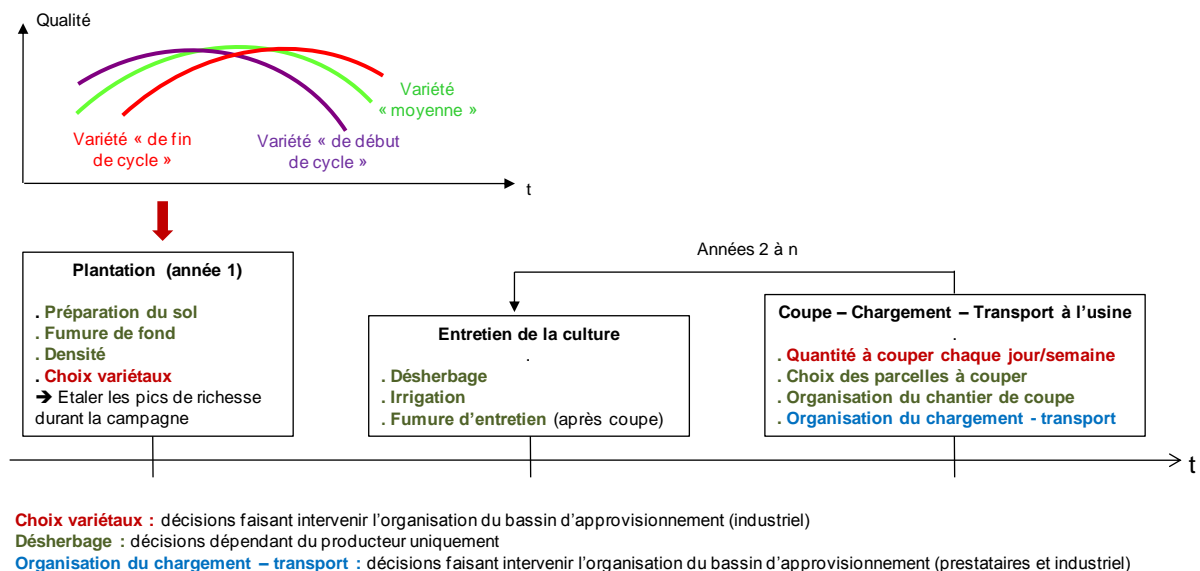 Qualité
Variété
« moyenne »
Variété « de fin
de cycle »
Variété « de début
de cycle »
t
Années 2 à n
Plantation (année 1)
. Préparation du sol
. Fumure de fond
. Densité
. Choix variétaux
➔ Etaler les pics de richesse
durant la campagne
Entretien de la culture
.
. Désherbage
. Irrigation
. Fumure d'entretien (après coupe)
Coupe – Chargement – Transport à l'usine
.
. Quantité à couper chaque jour/semaine
. Choix des parcelles à couper
. Organisation du chantier de coupe
. Organisation du chargement - transport
t
Choix variétaux : décisions faisant intervenir l'organisation du bassin d'approvisionnement (industriel)
Désherbage : décisions dépendant du producteur uniquement
Organisation du chargement – transport : décisions faisant intervenir l'organisation du bassin d'approvisionnement (prestataires et industriel)